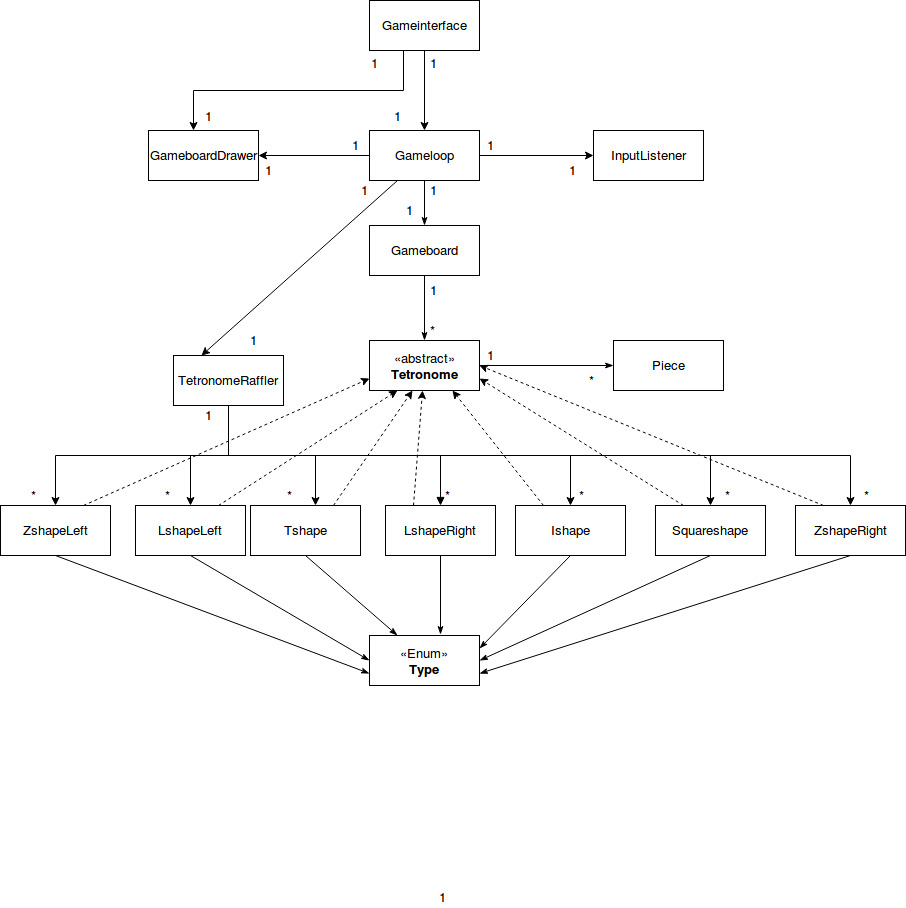 Gameinterface
1
1
1
1
GameboardDrawer
1
1
Gameloop
1
1
InputListener
1
1
1
Gameboard
1
*
1
TetronomeRaffler
1
«abstract»
Tetronome
1
*
Piece
*
*
*
*
*
*
*
ZshapeLeft
LshapeLeft
Tshape
LshapeRight
Ishape
Squareshape
ZshapeRight
«Enum»
Type
1